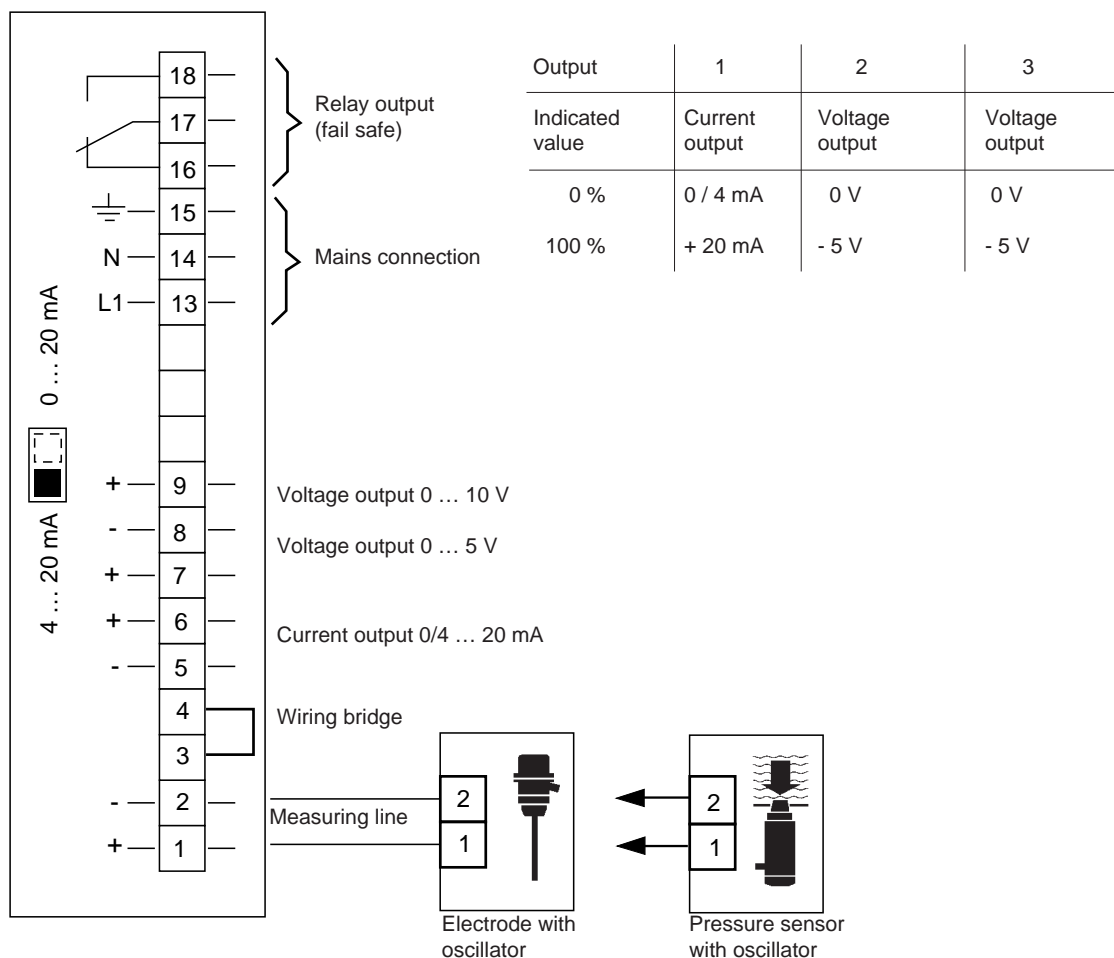 18
17
16
15
N 14
L1 13
Relay output
(fail safe)
Mains connection
Output 1 2 3
Indicated value Current output Voltage output Voltage output
0 % 0 / 4 mA 0 V 0 V
100 % + 20 mA - 5 V - 5 V
0 … 20 mA
4 … 20 mA
+ 9
- 8
+ 7
+ 6
- 5
4
3
- 2
+ 1
Voltage output 0 … 10 V
Voltage output 0 … 5 V
Current output 0/4 … 20 mA
Wiring bridge
Measuring line
2
1
Electrode with
oscillator
2
1
Pressure sensor
with oscillator